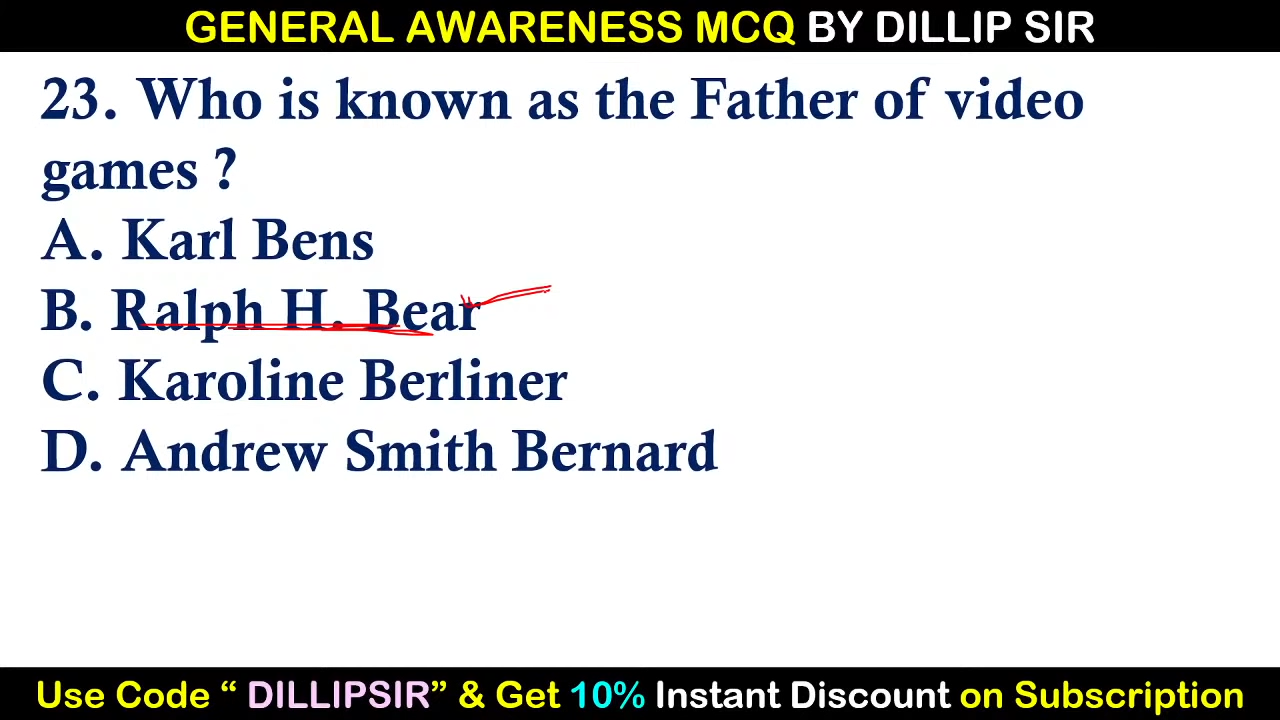 GENERAL AWARENESS MCQ BY DILLIP SIR
23. Who is known as the Father of video
games ?
A. Karl Bens
B. Ralph H. Bear
C. Karoline Berliner
D. Andrew Smith Bernard
Use Code “ DILLIPSIR” & Get 10% Instant Discount on Subscription